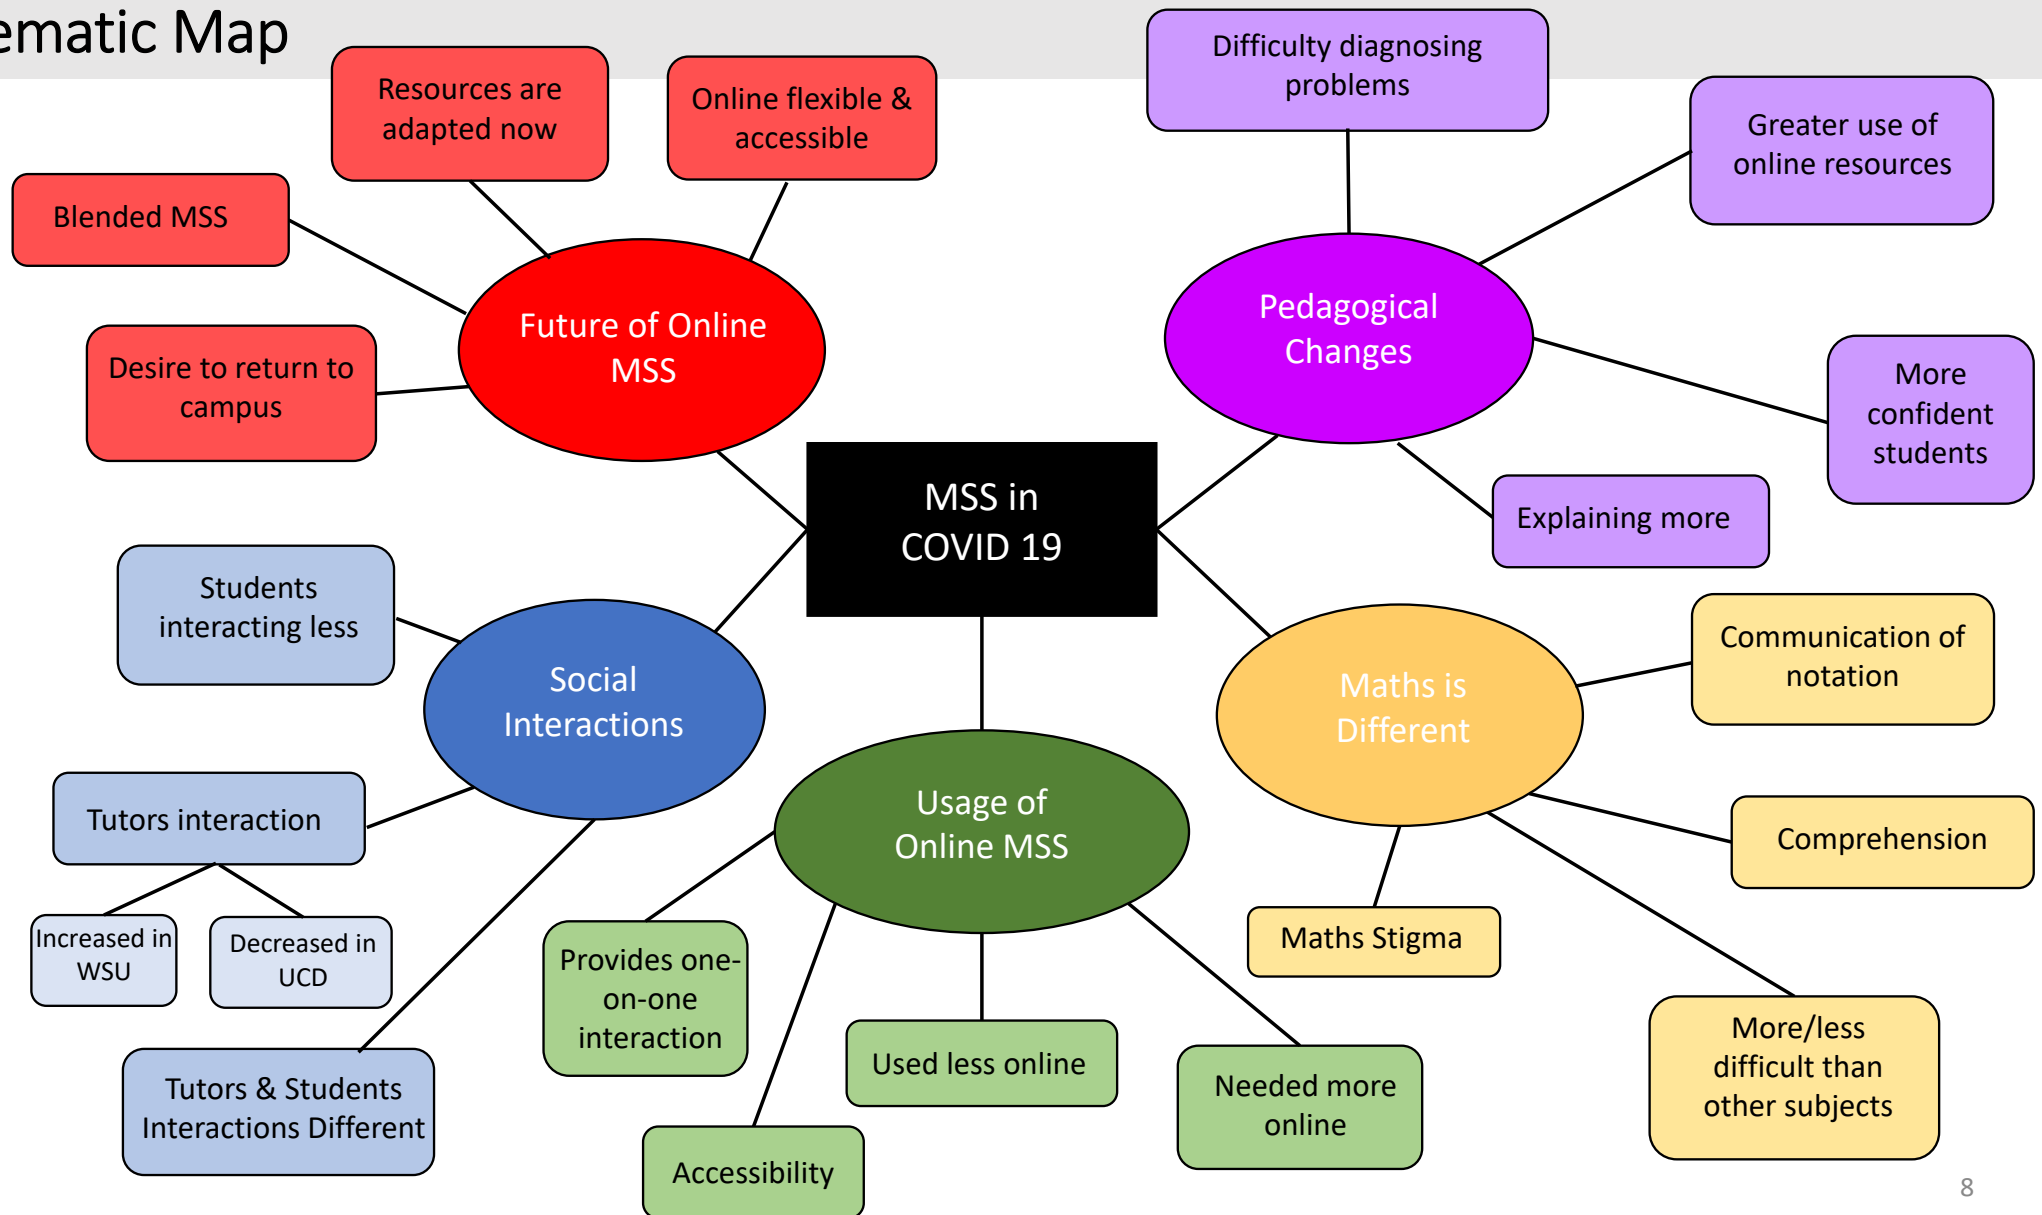 ematic Map
Resources are
adapted now
Online flexible &
accessible
Blended MSS
Desire to return to
campus
Future of Online
MSS
Difficulty diagnosing
problems
Greater use of
online resources
Pedagogical
Changes
More
confident
students
Explaining more
MSS in
COVID 19
Students
interacting less
Social
Interactions
Tutors interaction
Increased in
WSU
Decreased in
UCD
Tutors & Students
Interactions Different
Usage of
Online MSS
Provides one-
on-one
interaction
Accessibility
Used less online
Needed more
online
Maths is
Different
Communication of
notation
Comprehension
Maths Stigma
More/less
difficult than
other subjects
8